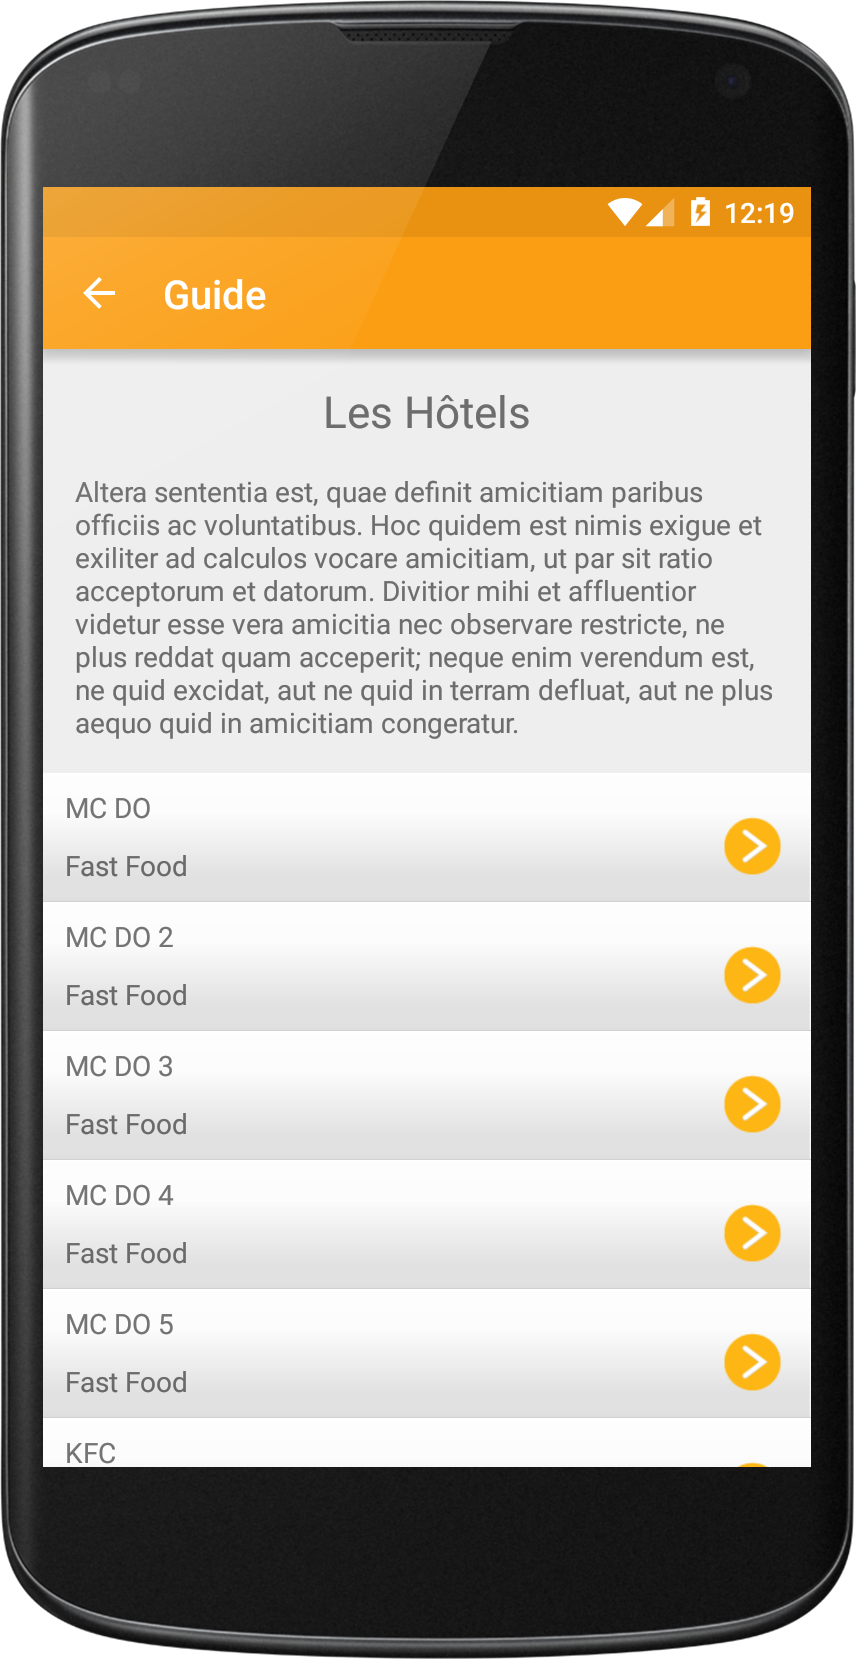 12:19
Guide
Les Hôtels
Altera sententia est, quae definit amicitiam paribus
officiis ac voluntatibus. Hoc quidem est nimis exigue et
exiliter ad calculos vocare amicitiam, ut par sit ratio
acceptorum et datorum. Divitior mihi et affluentior
videtur esse vera amicitia nec observare restricte, ne
plus reddat quam acceperit; neque enim verendum est,
ne quid excidat, aut ne quid in terram defluat, aut ne plus
aequo quid in amicitiam congeratur.
MC DO
Fast Food
MC DO 2
Fast Food
MC DO 3
Fast Food
MC DO 4
Fast Food
MC DO 5
Fast Food
KFC